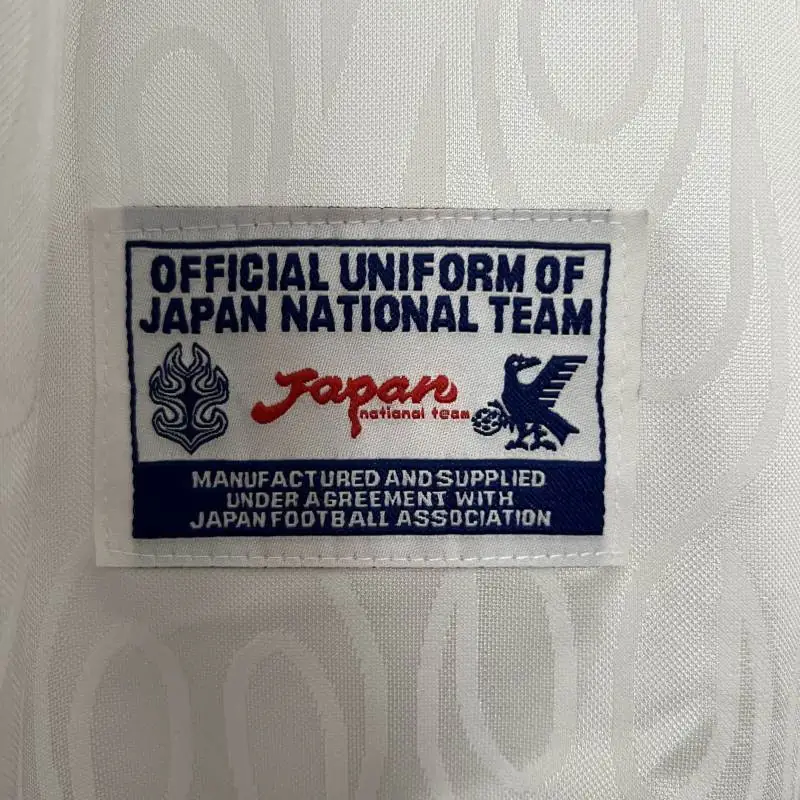 OFFICIAL UNIFORM OF
JAPAN NATIONAL TEAM
Japan
national team
MANUFACTURED AND SUPPLIED
UNDER AGREEMENT WITH
JAPAN FOOTBALL ASSOCIATION